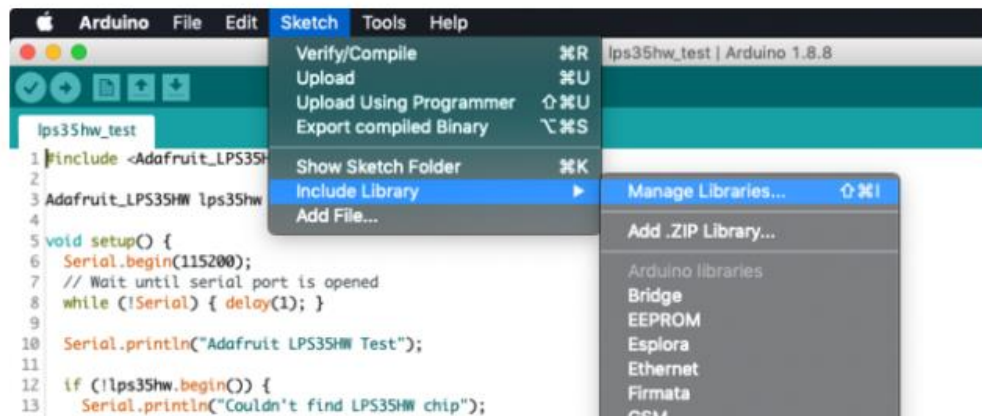 Arduino File Edit Sketch Tools Help
lps35hw_test | Arduino 1.8.8
Verify/Compile ⌘R
Upload ⌘U
Upload Using Programmer ⇧⌘U
Export compiled Binary ⌥⌘S
Show Sketch Folder ⌘K
Include Library ▶
Add File...
Manage Libraries... ⇧⌘I
Add .ZIP Library...
Arduino libraries
Bridge
EEPROM
Esplora
Ethernet
Firmata
GSM
lps35hw_test
1 #include <Adafruit_LPS35H
2
3 Adafruit_LPS35HW lps35hw
4
5 void setup() {
6 Serial.begin(115200);
7 // Wait until serial port is opened
8 while (!Serial) { delay(1); }
9
10 Serial.println("Adafruit LPS35HW Test");
11
12 if (!lps35hw.begin()) {
13 Serial.println("Couldn't find LPS35HW chip");